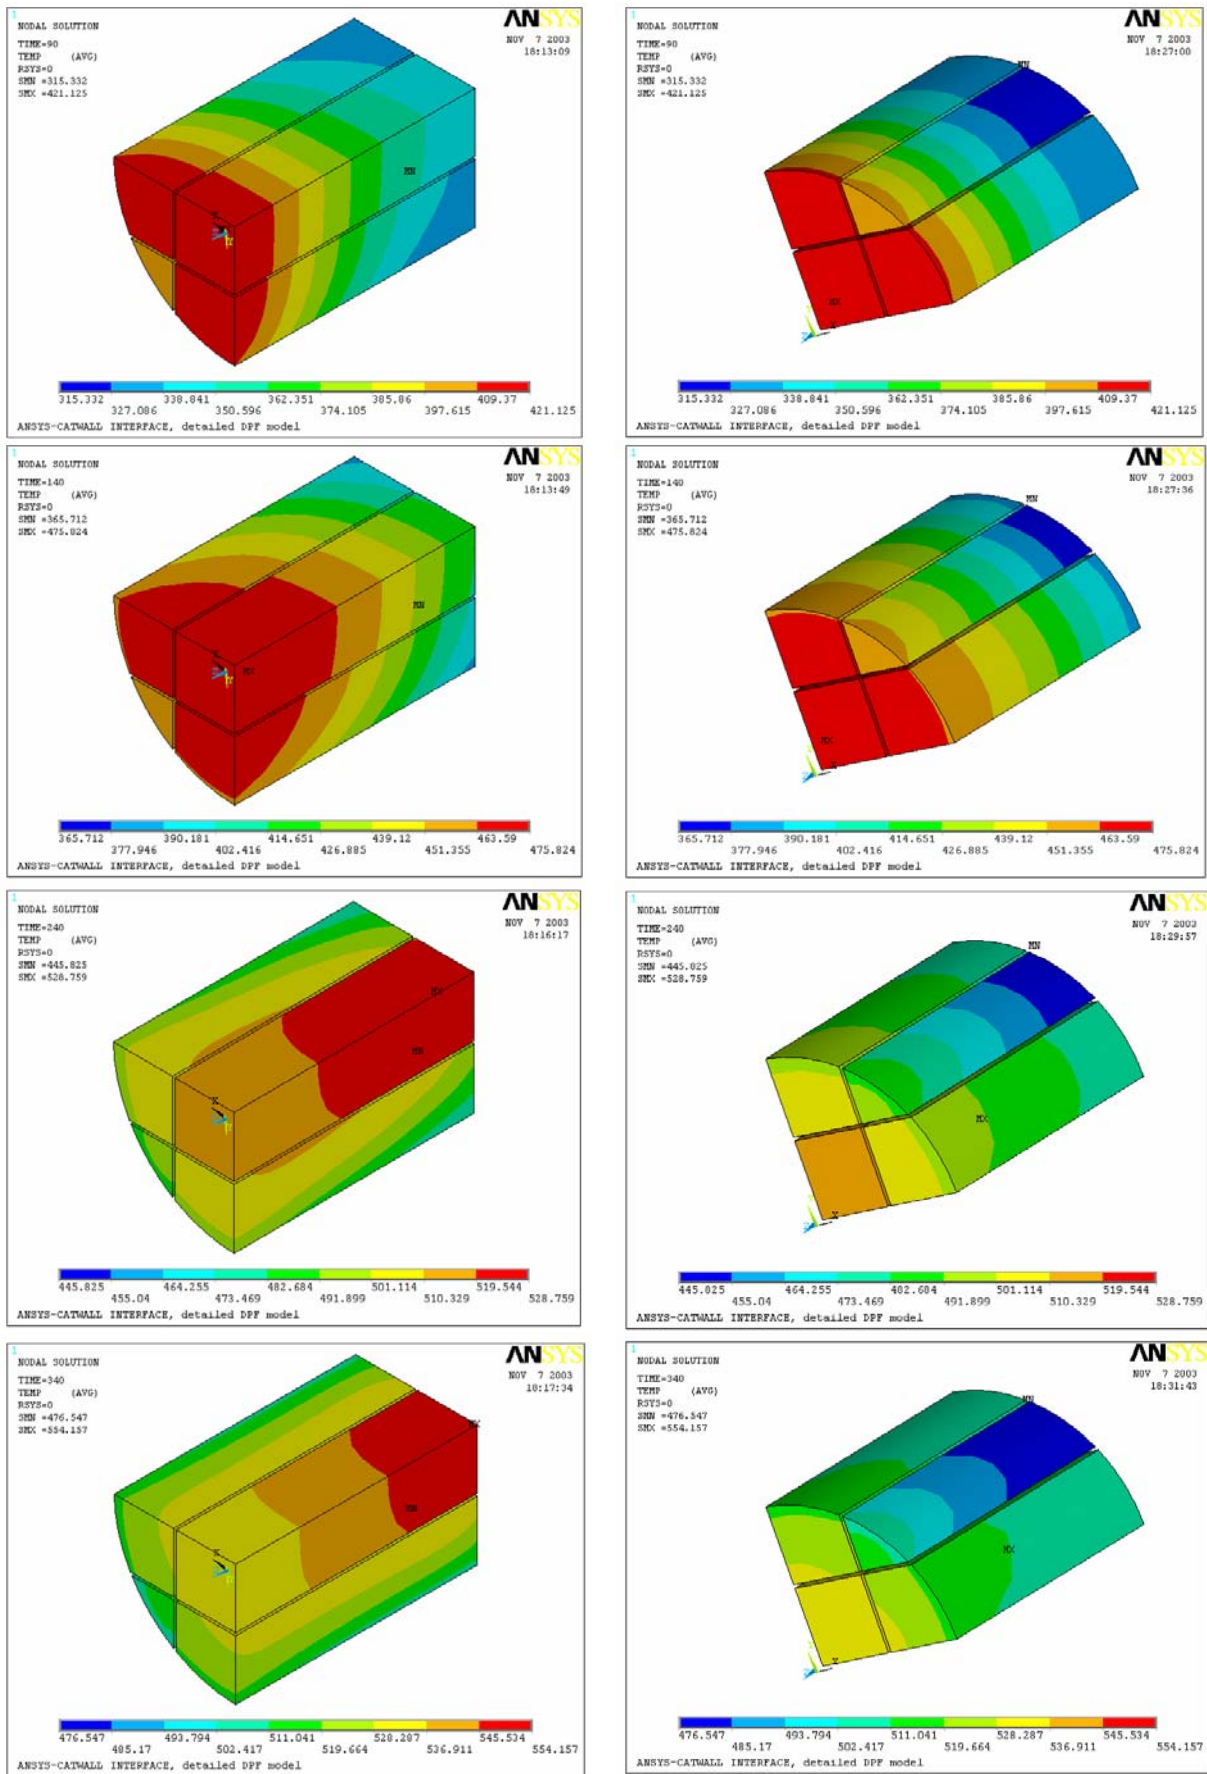 1
NODAL SOLUTION
TIME=90
TEMP (AVG)
RSYS=0
SMN =315.332
SMX =421.125
ANSYS
NOV 7 2003
18:13:09
X
MN
315.332 338.841 362.351 385.86 409.37
327.086 350.596 374.105 397.615 421.125
ANSYS-CATWALL INTERFACE, detailed DPF model
1
NODAL SOLUTION
TIME=90
TEMP (AVG)
RSYS=0
SMN =315.332
SMX =421.125
ANSYS
NOV 7 2003
18:27:00
MN
MX
X
315.332 338.841 362.351 385.86 409.37
327.086 350.596 374.105 397.615 421.125
ANSYS-CATWALL INTERFACE, detailed DPF model
1
NODAL SOLUTION
TIME=140
TEMP (AVG)
RSYS=0
SMN =365.712
SMX =475.824
ANSYS
NOV 7 2003
18:13:49
MN
X
MX
365.712 390.181 414.651 439.12 463.59
377.946 402.416 426.885 451.355 475.824
ANSYS-CATWALL INTERFACE, detailed DPF model
1
NODAL SOLUTION
TIME=140
TEMP (AVG)
RSYS=0
SMN =365.712
SMX =475.824
ANSYS
NOV 7 2003
18:27:36
MN
MX
X
365.712 390.181 414.651 439.12 463.59
377.946 402.416 426.885 451.355 475.824
ANSYS-CATWALL INTERFACE, detailed DPF model
1
NODAL SOLUTION
TIME=240
TEMP (AVG)
RSYS=0
SMN =445.825
SMX =528.759
ANSYS
NOV 7 2003
18:16:17
MX
MN
X
445.825 464.255 482.684 501.114 519.544
455.04 473.469 491.899 510.329 528.759
ANSYS-CATWALL INTERFACE, detailed DPF model
1
NODAL SOLUTION
TIME=240
TEMP (AVG)
RSYS=0
SMN =445.825
SMX =528.759
ANSYS
NOV 7 2003
18:29:57
MN
MX
X
445.825 464.255 482.684 501.114 519.544
455.04 473.469 491.899 510.329 528.759
ANSYS-CATWALL INTERFACE, detailed DPF model
1
NODAL SOLUTION
TIME=340
TEMP (AVG)
RSYS=0
SMN =476.547
SMX =554.157
ANSYS
NOV 7 2003
18:17:34
MX
MN
X
476.547 493.794 511.041 528.287 545.534
485.17 502.417 519.664 536.911 554.157
ANSYS-CATWALL INTERFACE, detailed DPF model
1
NODAL SOLUTION
TIME=340
TEMP (AVG)
RSYS=0
SMN =476.547
SMX =554.157
ANSYS
NOV 7 2003
18:31:43
MN
MX
X
476.547 493.794 511.041 528.287 545.534
485.17 502.417 519.664 536.911 554.157
ANSYS-CATWALL INTERFACE, detailed DPF model